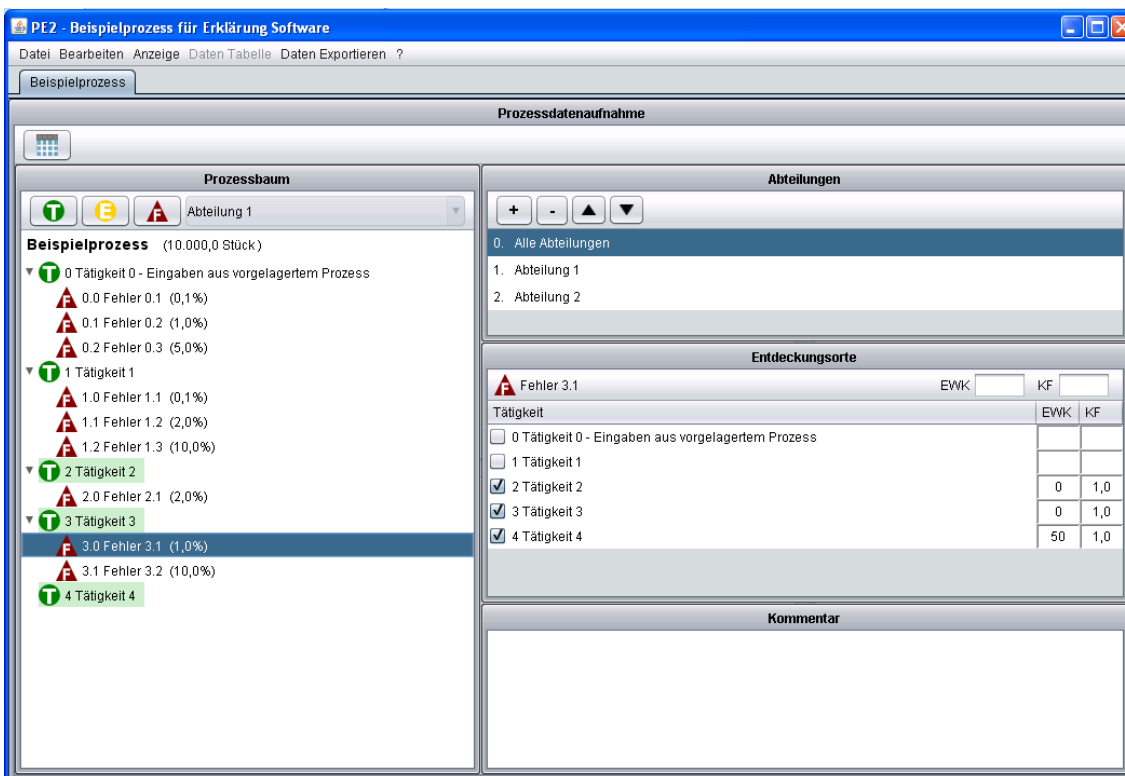 PE2 - Beispielprozess für Erklärung Software
Datei Bearbeiten Anzeige Daten Tabelle Daten Exportieren ?
Beispielprozess
Prozessdatenaufnahme
Prozessbaum
T E F Abteilung 1
Beispielprozess (10.000,0 Stück)
T 0 Tätigkeit 0 - Eingaben aus vorgelagertem Prozess
F 0.0 Fehler 0.1 (0,1%)
F 0.1 Fehler 0.2 (1,0%)
F 0.2 Fehler 0.3 (5,0%)
T 1 Tätigkeit 1
F 1.0 Fehler 1.1 (0,1%)
F 1.1 Fehler 1.2 (2,0%)
F 1.2 Fehler 1.3 (10,0%)
T 2 Tätigkeit 2
F 2.0 Fehler 2.1 (2,0%)
T 3 Tätigkeit 3
F 3.0 Fehler 3.1 (1,0%)
F 3.1 Fehler 3.2 (10,0%)
T 4 Tätigkeit 4
Abteilungen
+ -
0. Alle Abteilungen
1. Abteilung 1
2. Abteilung 2
Entdeckungsorte
F Fehler 3.1 EWK KF
Tätigkeit EWK KF
0 Tätigkeit 0 - Eingaben aus vorgelagertem Prozess
1 Tätigkeit 1
2 Tätigkeit 2 0 1,0
3 Tätigkeit 3 0 1,0
4 Tätigkeit 4 50 1,0
Kommentar